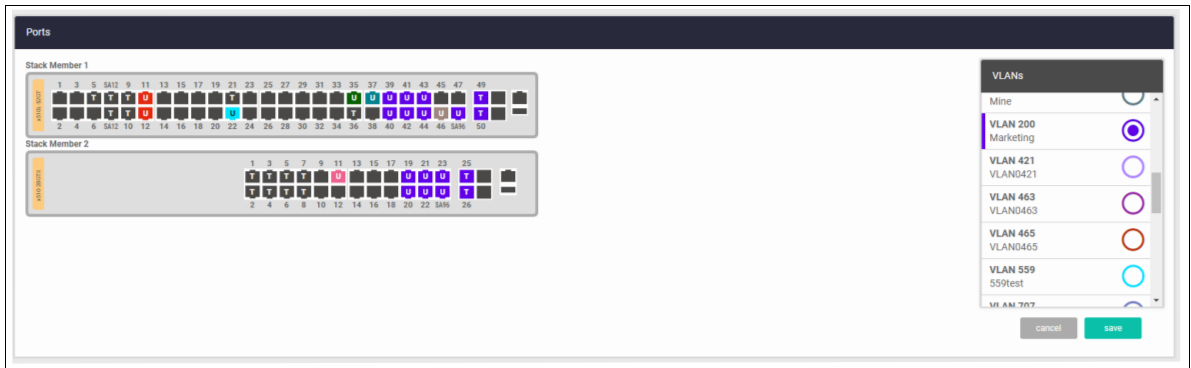 Ports
Stack Member 1
1 3 5 SA12 9 11 13 15 17 19 21 23 25 27 29 31 33 35 37 39 41 43 45 47 49
T T T U T U U U U U T
T T U U T U U U U U T
2 4 6 SA12 10 12 14 16 18 20 22 24 26 28 30 32 34 36 38 40 42 44 46 SA96 50
Stack Member 2
1 3 5 7 9 11 13 15 17 19 21 23 25
T T T T U U U U T
T T T T U U U T
2 4 6 8 10 12 14 16 18 20 22 SA96 26
VLANs
Mine
VLAN 200
Marketing
VLAN 421
VLAN0421
VLAN 463
VLAN0463
VLAN 465
VLAN0465
VLAN 559
559test
VLAN 707
cancel
save